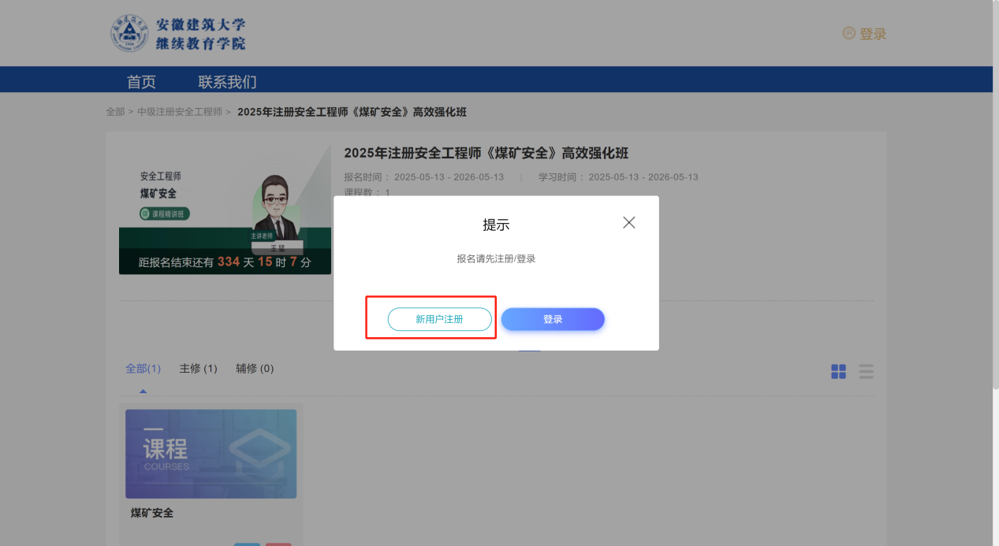 安徽建筑大学
继续教育学院
登录
首页
联系我们
全部 > 中级注册安全工程师 > 2025年注册安全工程师《煤矿安全》高效强化班
2025年注册安全工程师《煤矿安全》高效强化班
报名时间： 2025-05-13 - 2026-05-13 | 学习时间： 2025-05-13 - 2026-05-13
课程数： 1
安全工程师
煤矿安全
课程精讲班
主讲老师
王 猛
距报名结束还有 334 天 15 时 7 分
提示
报名请先注册/登录
新用户注册
登录
全部(1)
主修 (1)
辅修 (0)
课程
COURSES
煤矿安全